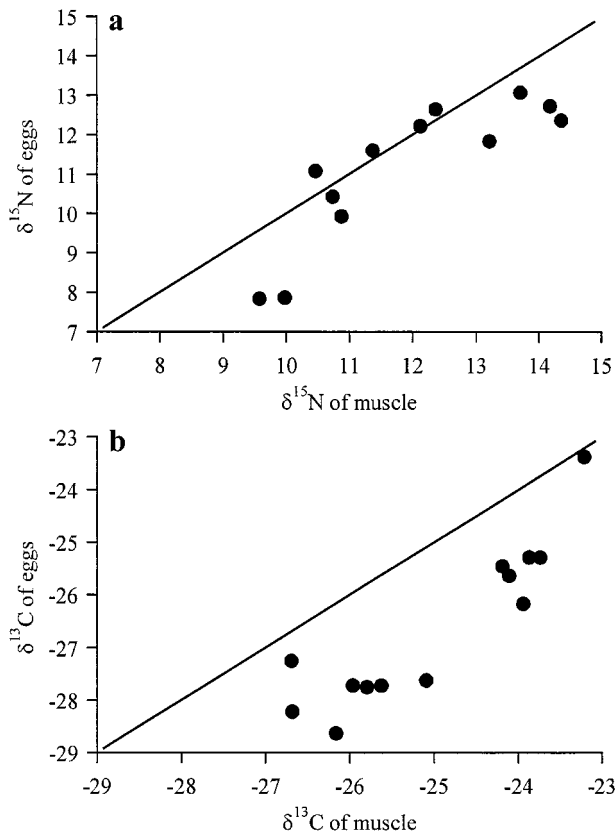 a
15
14
13
12
11
10
9
8
7
δ¹⁵N of eggs
7 8 9 10 11 12 13 14 15
δ¹⁵N of muscle
b
-23
-24
-25
-26
-27
-28
-29
δ¹³C of eggs
-29 -28 -27 -26 -25 -24 -23
δ¹³C of muscle